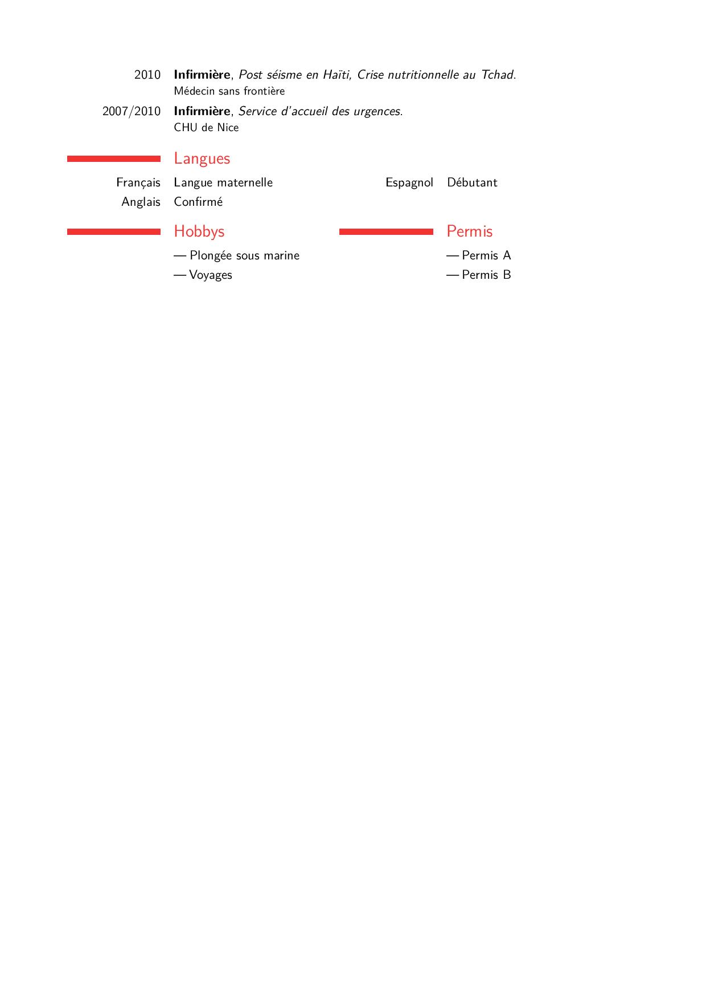 2010 Infirmière, Post séisme en Haïti, Crise nutritionnelle au Tchad.
Médecin sans frontière
2007/2010 Infirmière, Service d'accueil des urgences.
CHU de Nice
Langues
Français Langue maternelle Espagnol Débutant
Anglais Confirmé
Hobbys
— Plongée sous marine
— Voyages
Permis
— Permis A
— Permis B